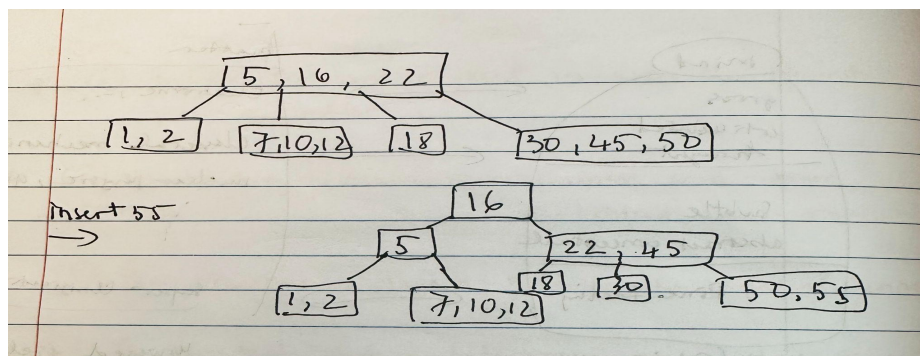 5, 16, 22
1, 2 7, 10, 12 18 30, 45, 50
insert 55
16
5 22, 45
1, 2 7, 10, 12 18 30. 50, 55